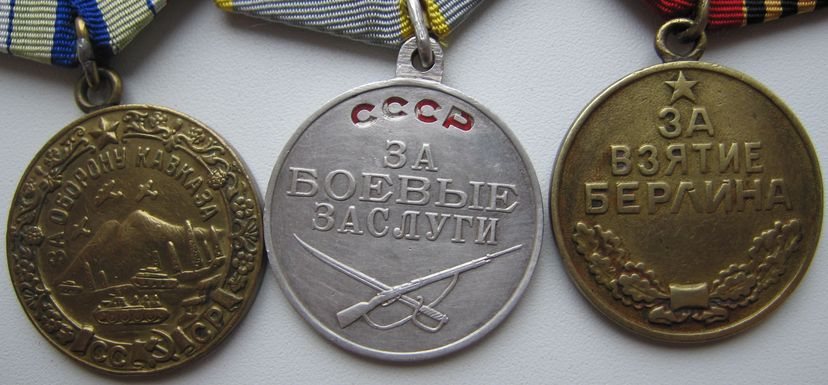 ЗА ОБОРОНУ КАВКАЗА
СССР
СССР
ЗА
БОЕВЫЕ
ЗАСЛУГИ
ЗА
ВЗЯТИЕ
БЕРЛИНА